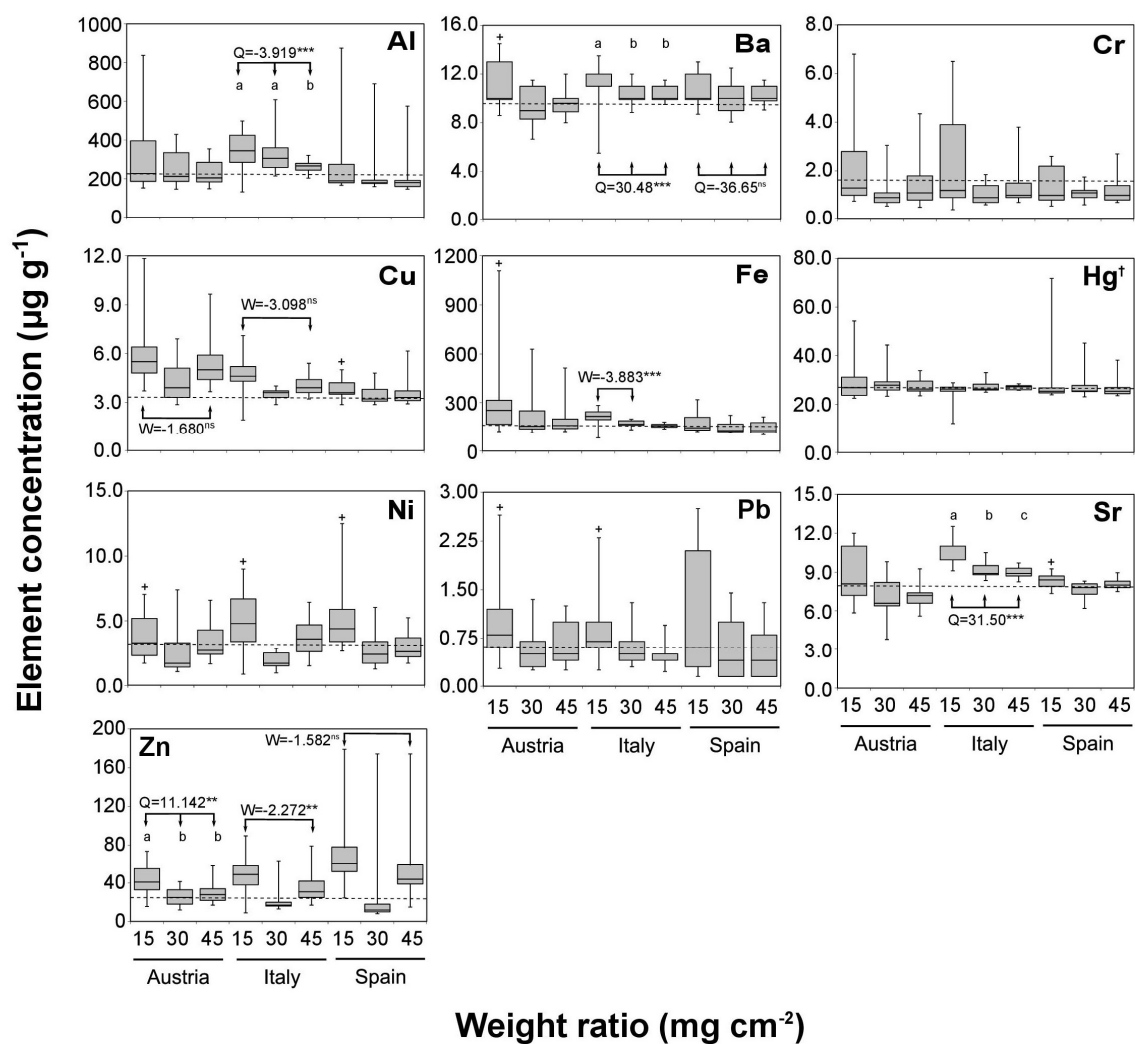 Element concentration (µg g-1)
Al
1000
800
600
400
200
0
Q=-3.919***
a a b
Ba
16.0
12.0
8.0
4.0
0.0
+
a b b
Q=30.48***
Q=-36.65ns
Cr
8
6
4
2
0
Cu
12.0
9.0
6.0
3.0
0.0
W=-3.098ns
+
W=-1.680ns
Fe
1200
900
600
300
0
+
W=-3.883***
Hg†
80.0
60.0
40.0
20.0
0.0
Ni
15.0
10.0
5.0
0.0
+ + +
Pb
3.00
2.25
1.50
0.75
0.00
+ +
15 30 45 15 30 45 15 30 45
Austria Italy Spain
Sr
15.0
12.0
9.0
6.0
3.0
0.0
a b c
+
Q=31.50***
15 30 45 15 30 45 15 30 45
Austria Italy Spain
Zn
200
160
120
80
40
0
W=-1.582ns
Q=11.142**
W=-2.272**
a b b
15 30 45 15 30 45 15 30 45
Austria Italy Spain
Weight ratio (mg cm-2)